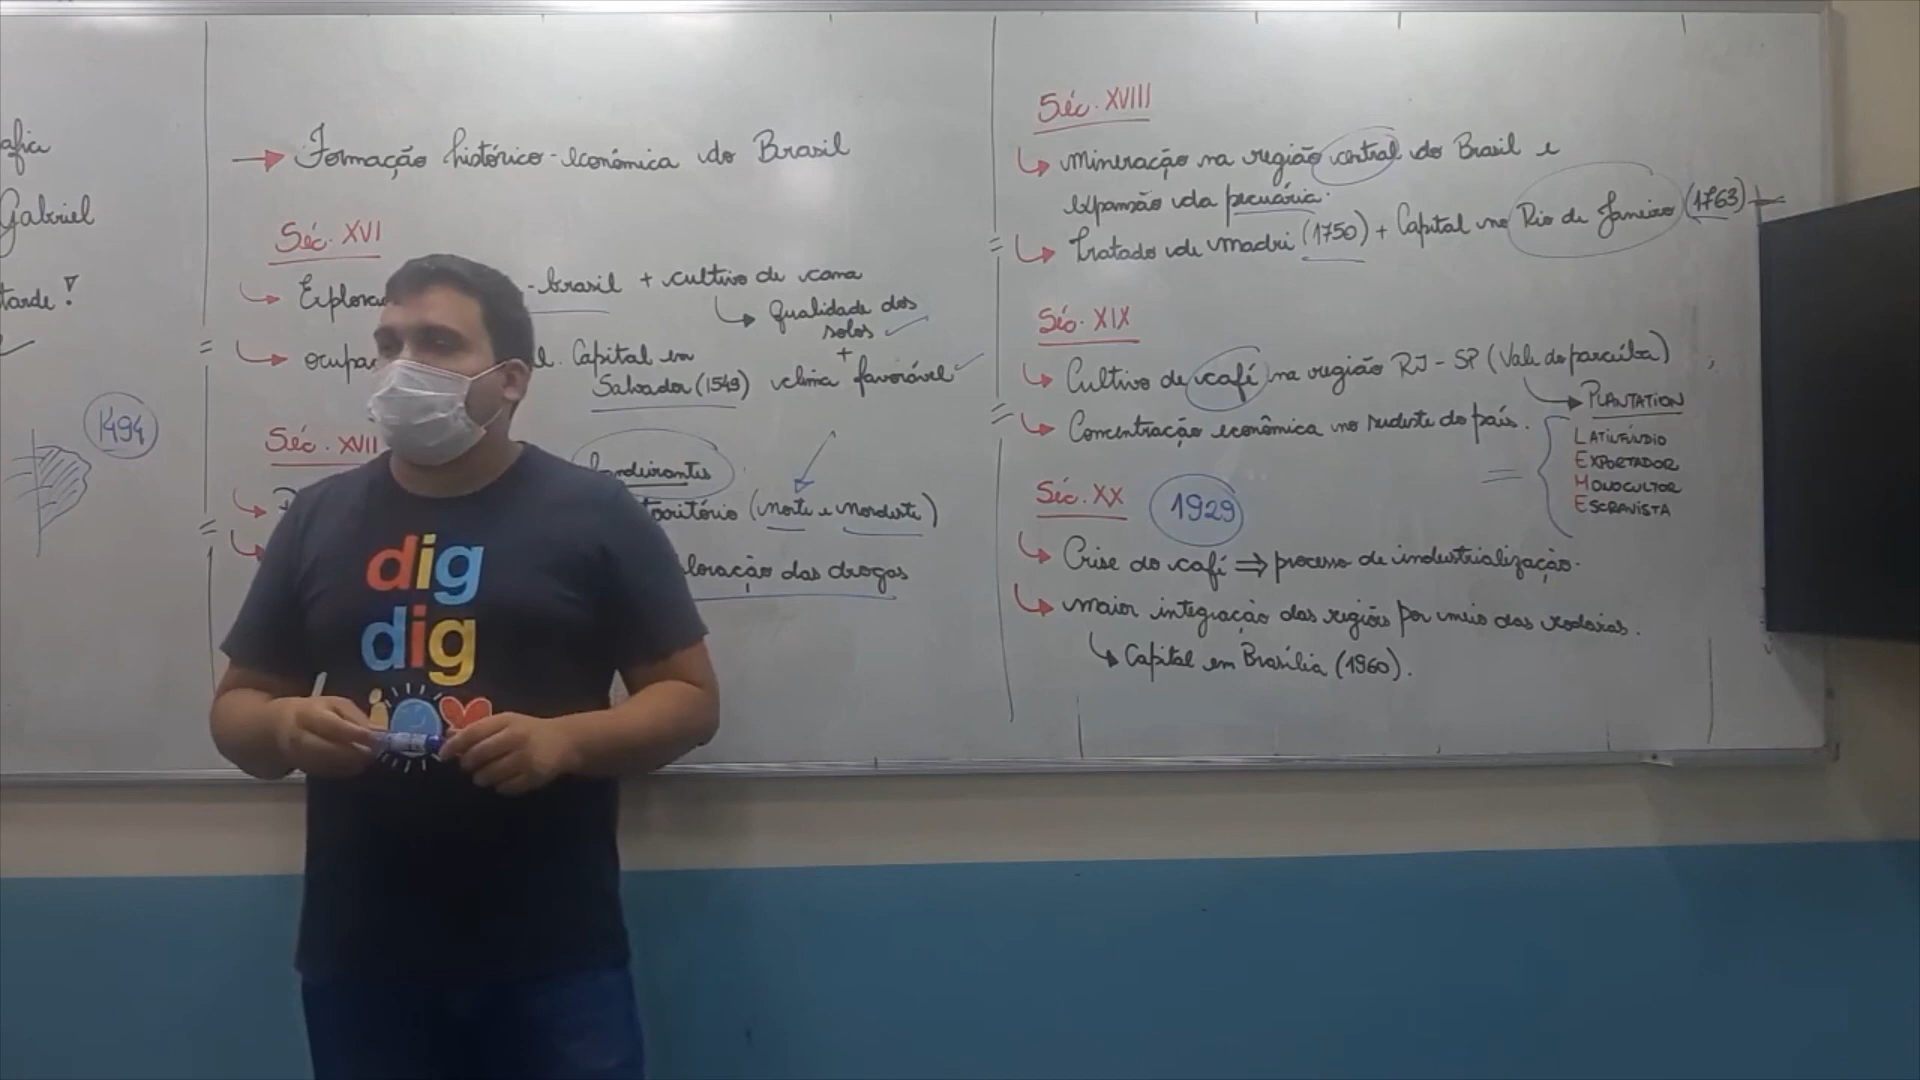 Gabriel
tarde!
1494
→ Formação histórico-econômica do Brasil
Séc. XVI
-brasil + cultivo de cana
Qualidade dos
solos
+
clima favorável
Capital em
Salvador (1549)
Séc. XVII
território (norte e nordeste)
das drogas
Séc. XVIII
Mineração na região central do Brasil e
expansão da pecuária.
Tratado de Madri (1750) + Capital no Rio de Janeiro (1763)
Séc. XIX
Cultivo de café na região RJ - SP (Vale do paraíba)
PLANTATION
LATIFÚNDIO
EXPORTADOR
MONOCULTOR
ESCRAVISTA
Concentração econômica no sudeste do país.
Séc. XX 1929
Crise do café ⇒ processo de industrialização.
maior integração das regiões por meio das rodovias.
Capital em Brasília (1960).
dig
dig